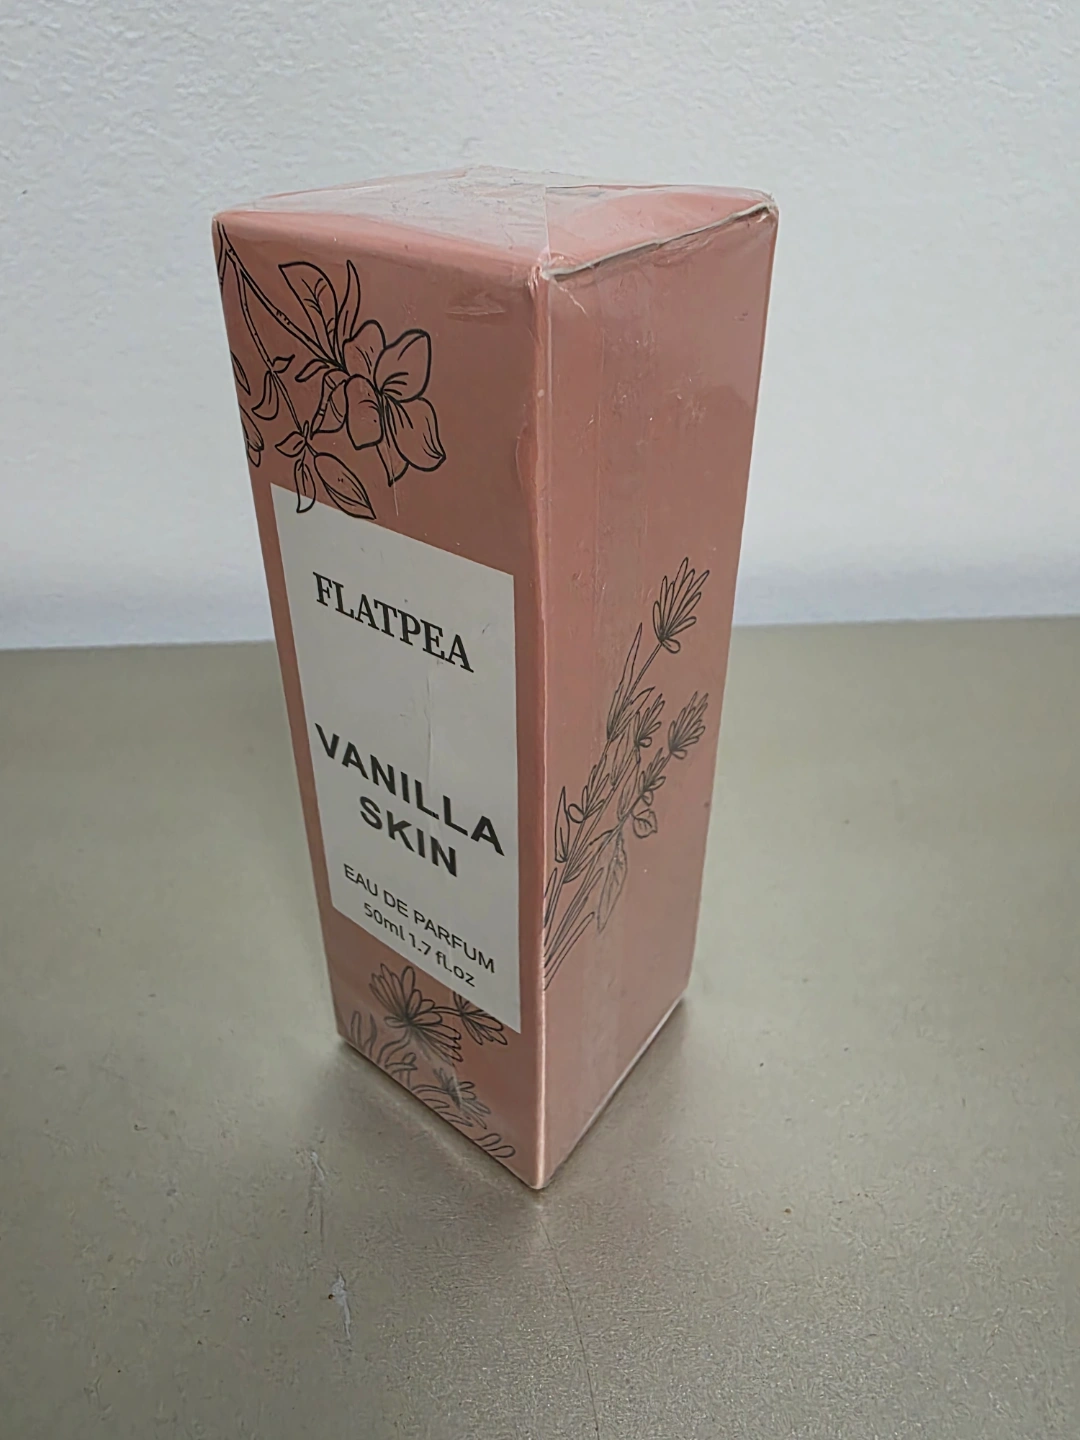 FLATPEA
VANILLA
SKIN
EAU DE PARFUM
50ml 1.7 fl.oz